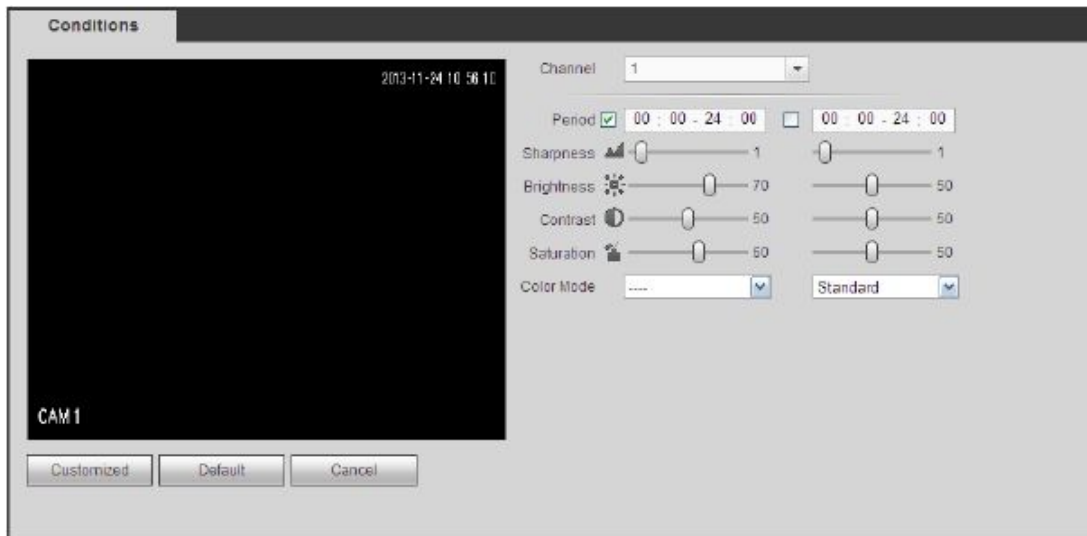 Conditions
2013-11-24 10 56 10
CAM 1
Customized Default Cancel
Channel 1
Period 00 : 00 - 24 : 00 00 : 00 - 24 : 00
Sharpness 1 1
Brightness 70 50
Contrast 50 50
Saturation 60 50
Color Mode ---- Standard